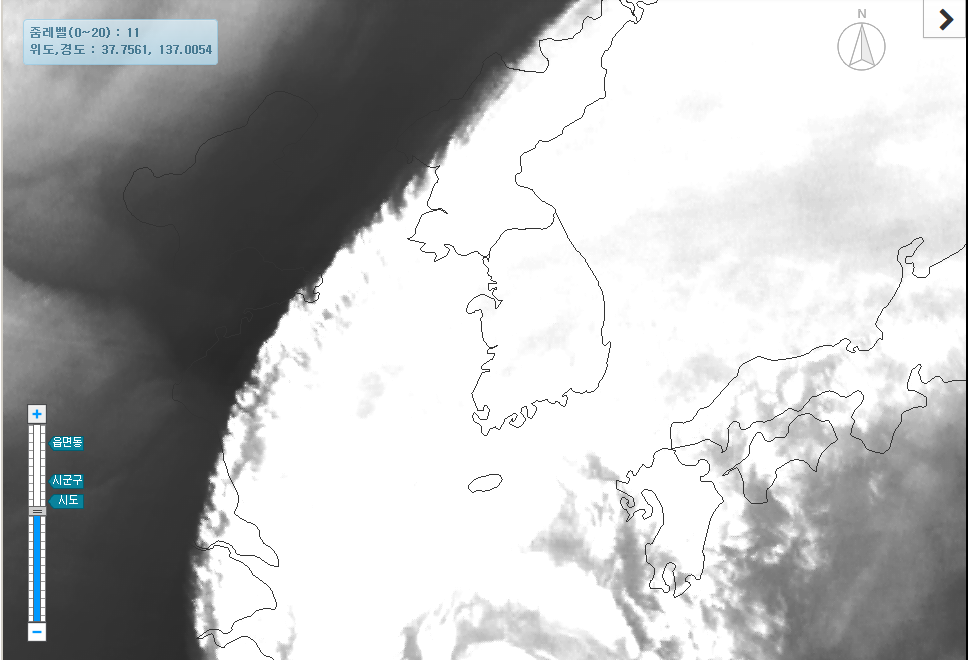 줌레벨(0~20) : 11
위도,경도 : 37.7561, 137.0054
N
+
읍면동
시군구
시도
−